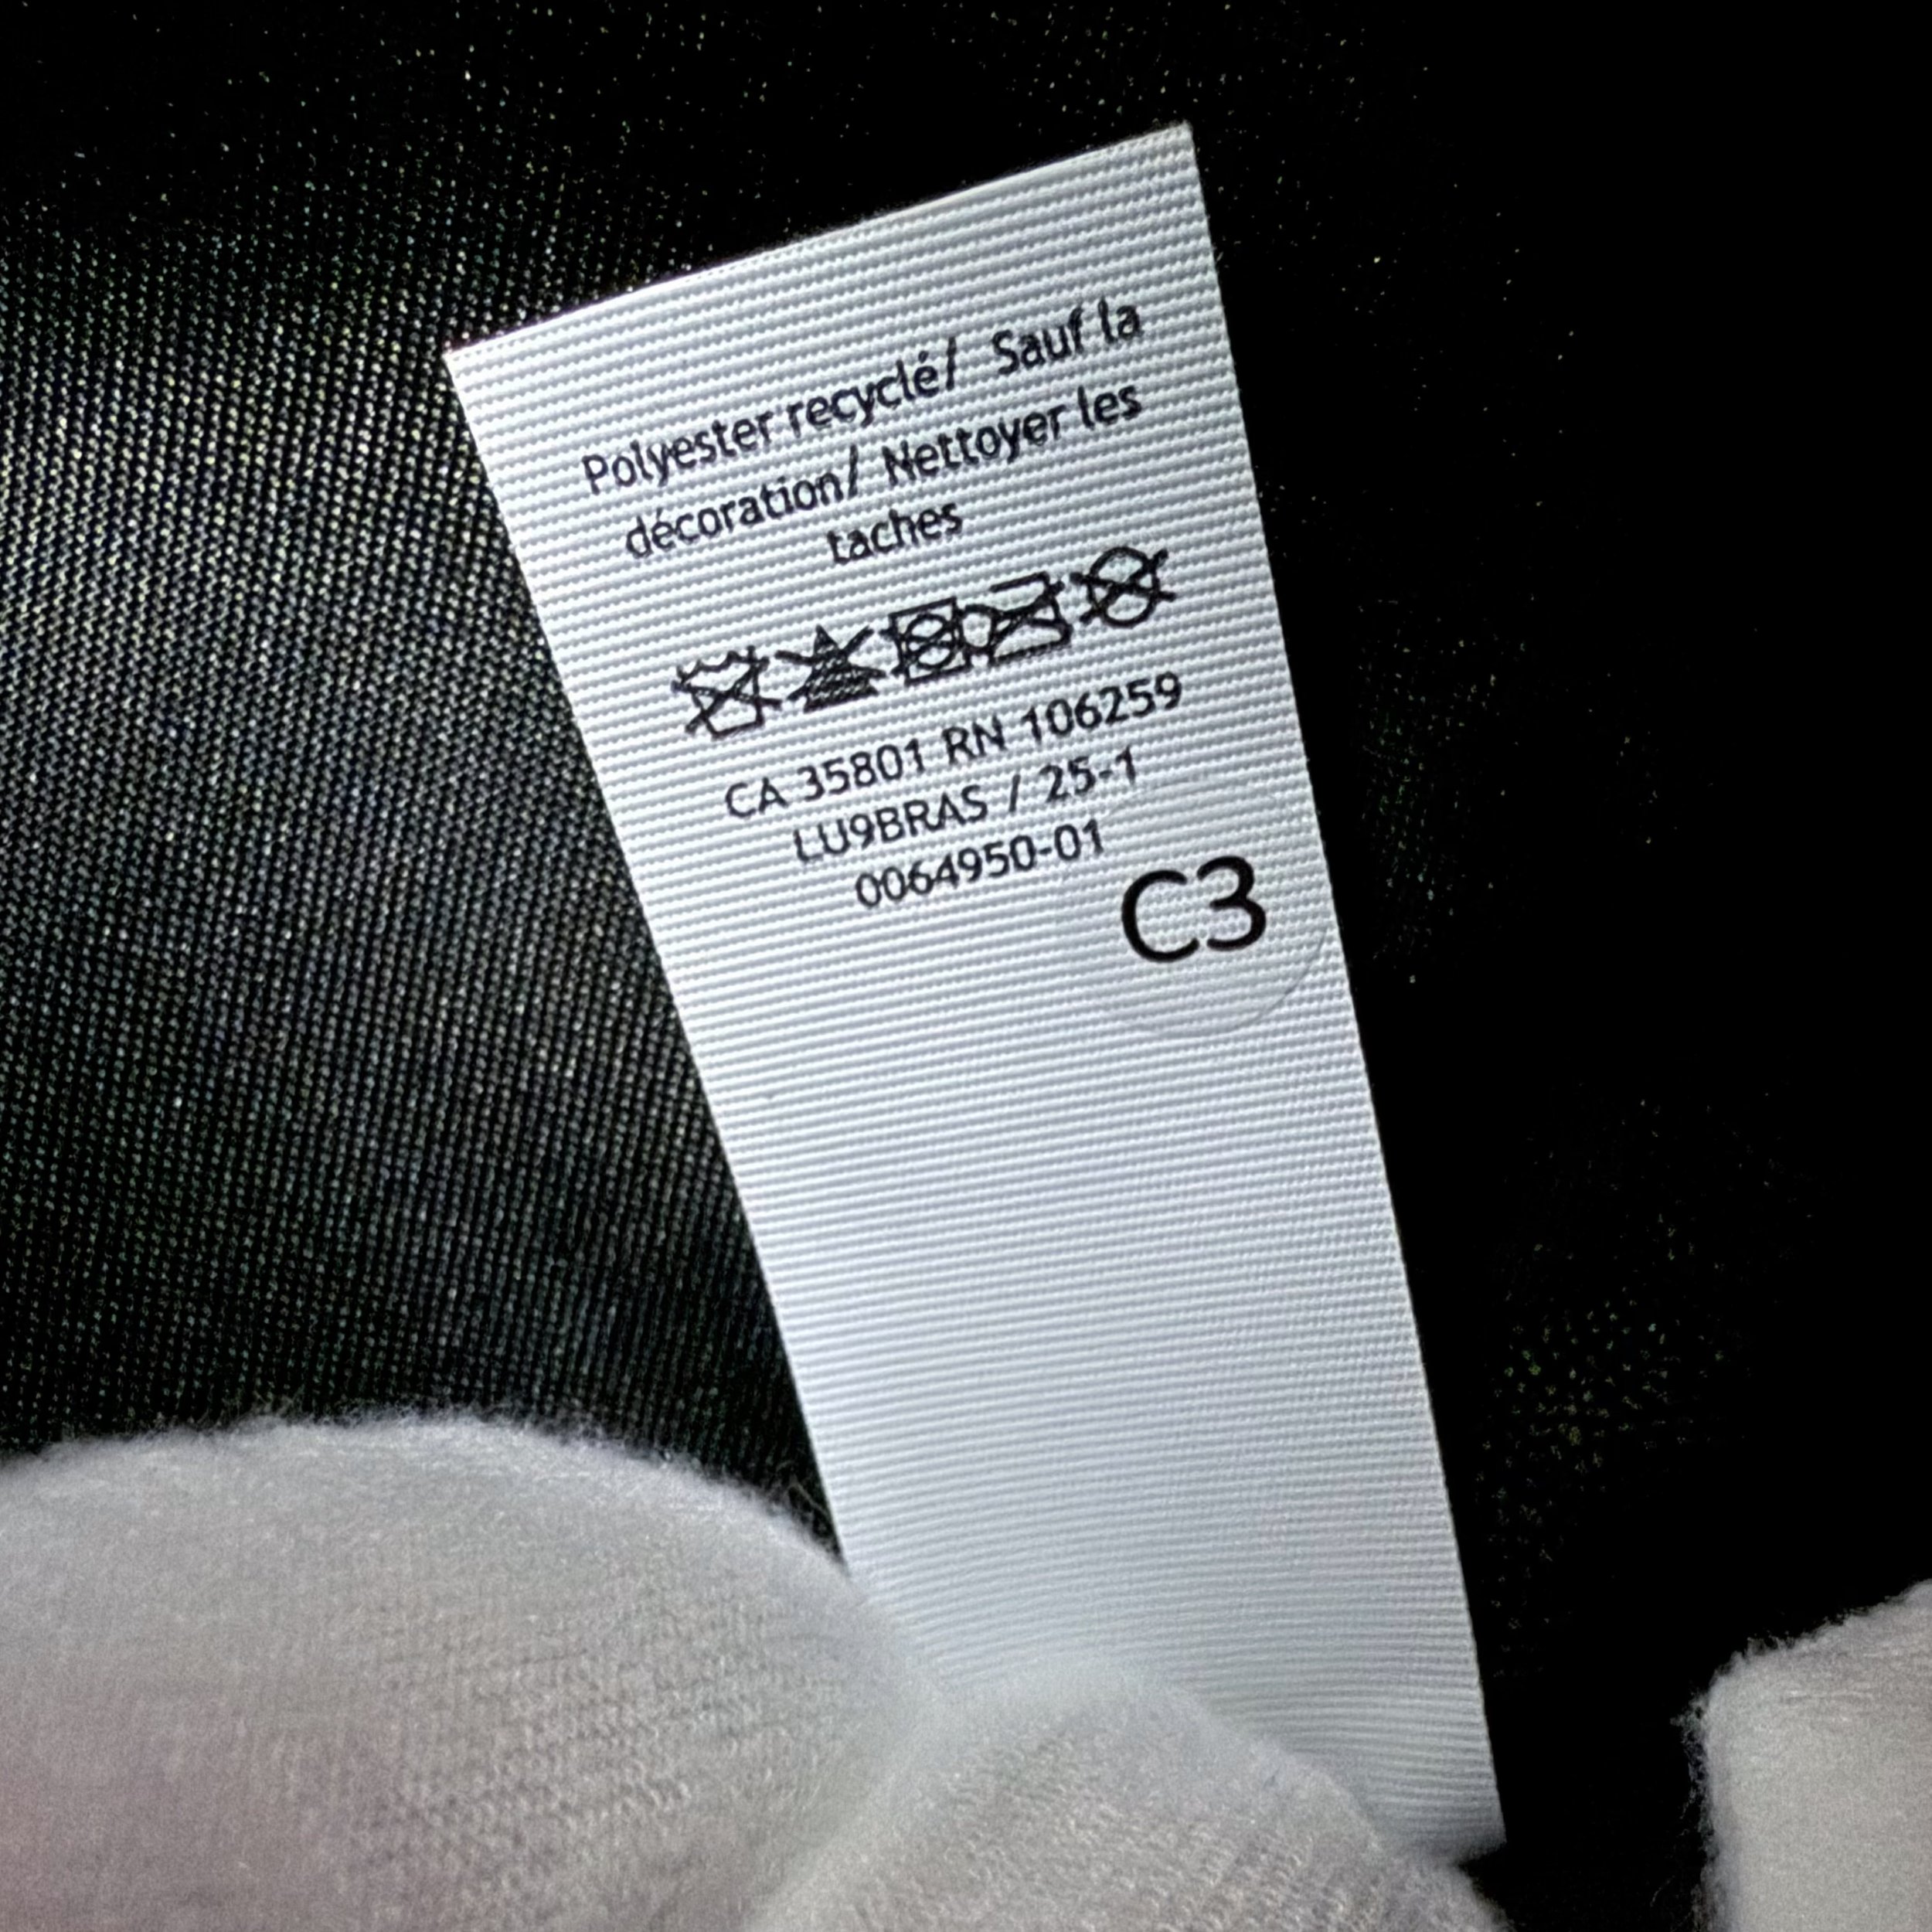 Polyester recyclé/ Sauf la
décoration/ Nettoyer les
taches
CA 35801 RN 106259
LU9BRAS / 25-1
0064950-01
C3